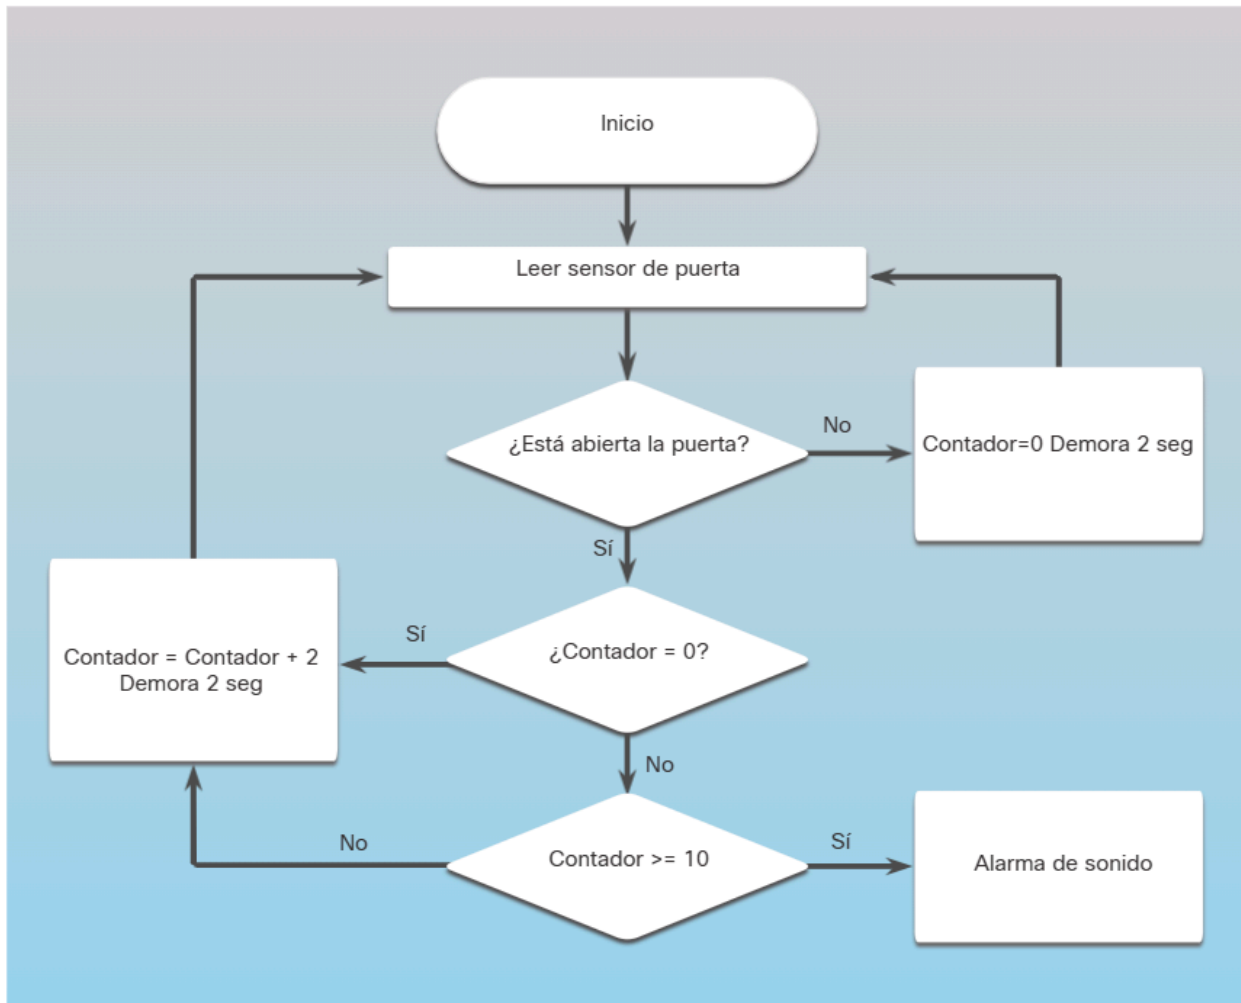 Inicio
Leer sensor de puerta
¿Está abierta la puerta?
No
Contador=0 Demora 2 seg
Sí
¿Contador = 0?
Sí
Contador = Contador + 2
Demora 2 seg
No
Contador >= 10
No
Sí
Alarma de sonido